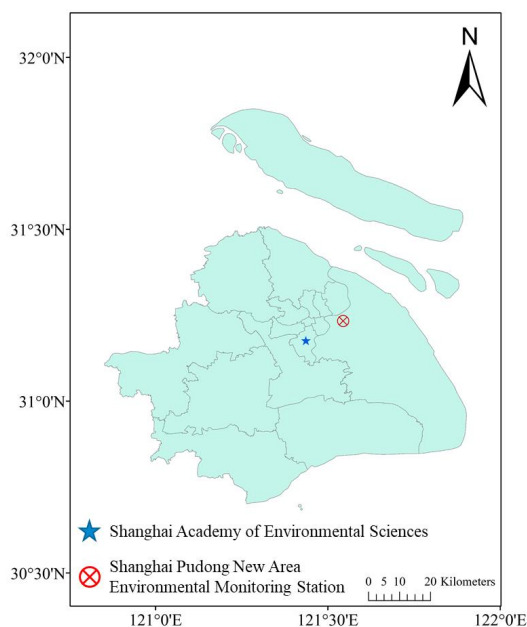 N
32°0'N
31°30'N
31°0'N
30°30'N
Shanghai Academy of Environmental Sciences
Shanghai Pudong New Area
Environmental Monitoring Station
0 5 10 20 Kilometers
121°0'E 121°30'E 122°0'E